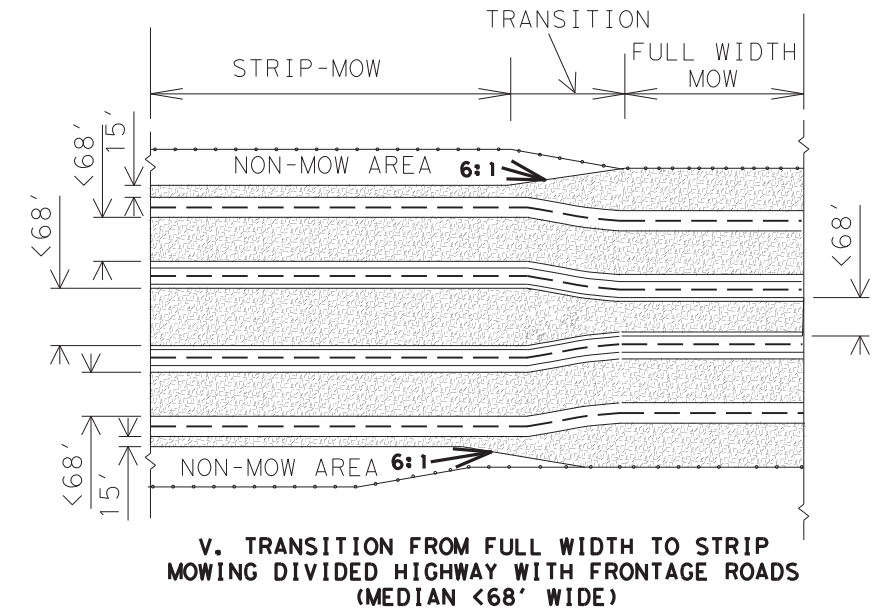 TRANSITION
STRIP-MOW
FULL WIDTH
MOW
<68'
15'
NON-MOW AREA
6:1
<68'
<68'
<68'
15'
NON-MOW AREA
6:1
V. TRANSITION FROM FULL WIDTH TO STRIP
MOWING DIVIDED HIGHWAY WITH FRONTAGE ROADS
(MEDIAN <68' WIDE)